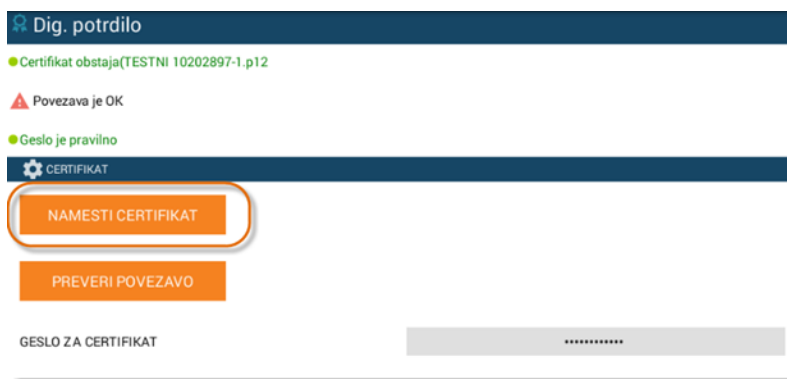 Dig. potrdilo
Certifikat obstaja(TESTNI 10202897-1.p12
Povezava je OK
Geslo je pravilno
CERTIFIKAT
NAMESTI CERTIFIKAT
PREVERI POVEZAVO
GESLO ZA CERTIFIKAT ••••••••••••